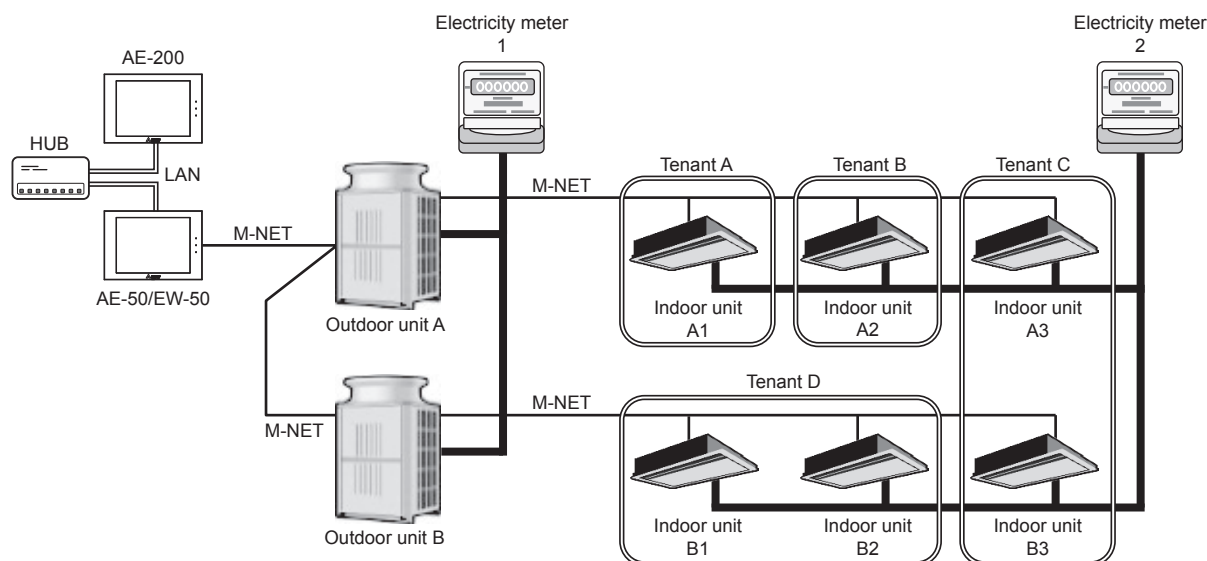 Electricity meter
1
Electricity meter
2
AE-200
000000
000000
HUB
LAN
Tenant A
Tenant B
Tenant C
M-NET
M-NET
AE-50/EW-50
Indoor unit
A1
Indoor unit
A2
Indoor unit
A3
Outdoor unit A
Tenant D
M-NET
M-NET
Indoor unit
B1
Indoor unit
B2
Indoor unit
B3
Outdoor unit B